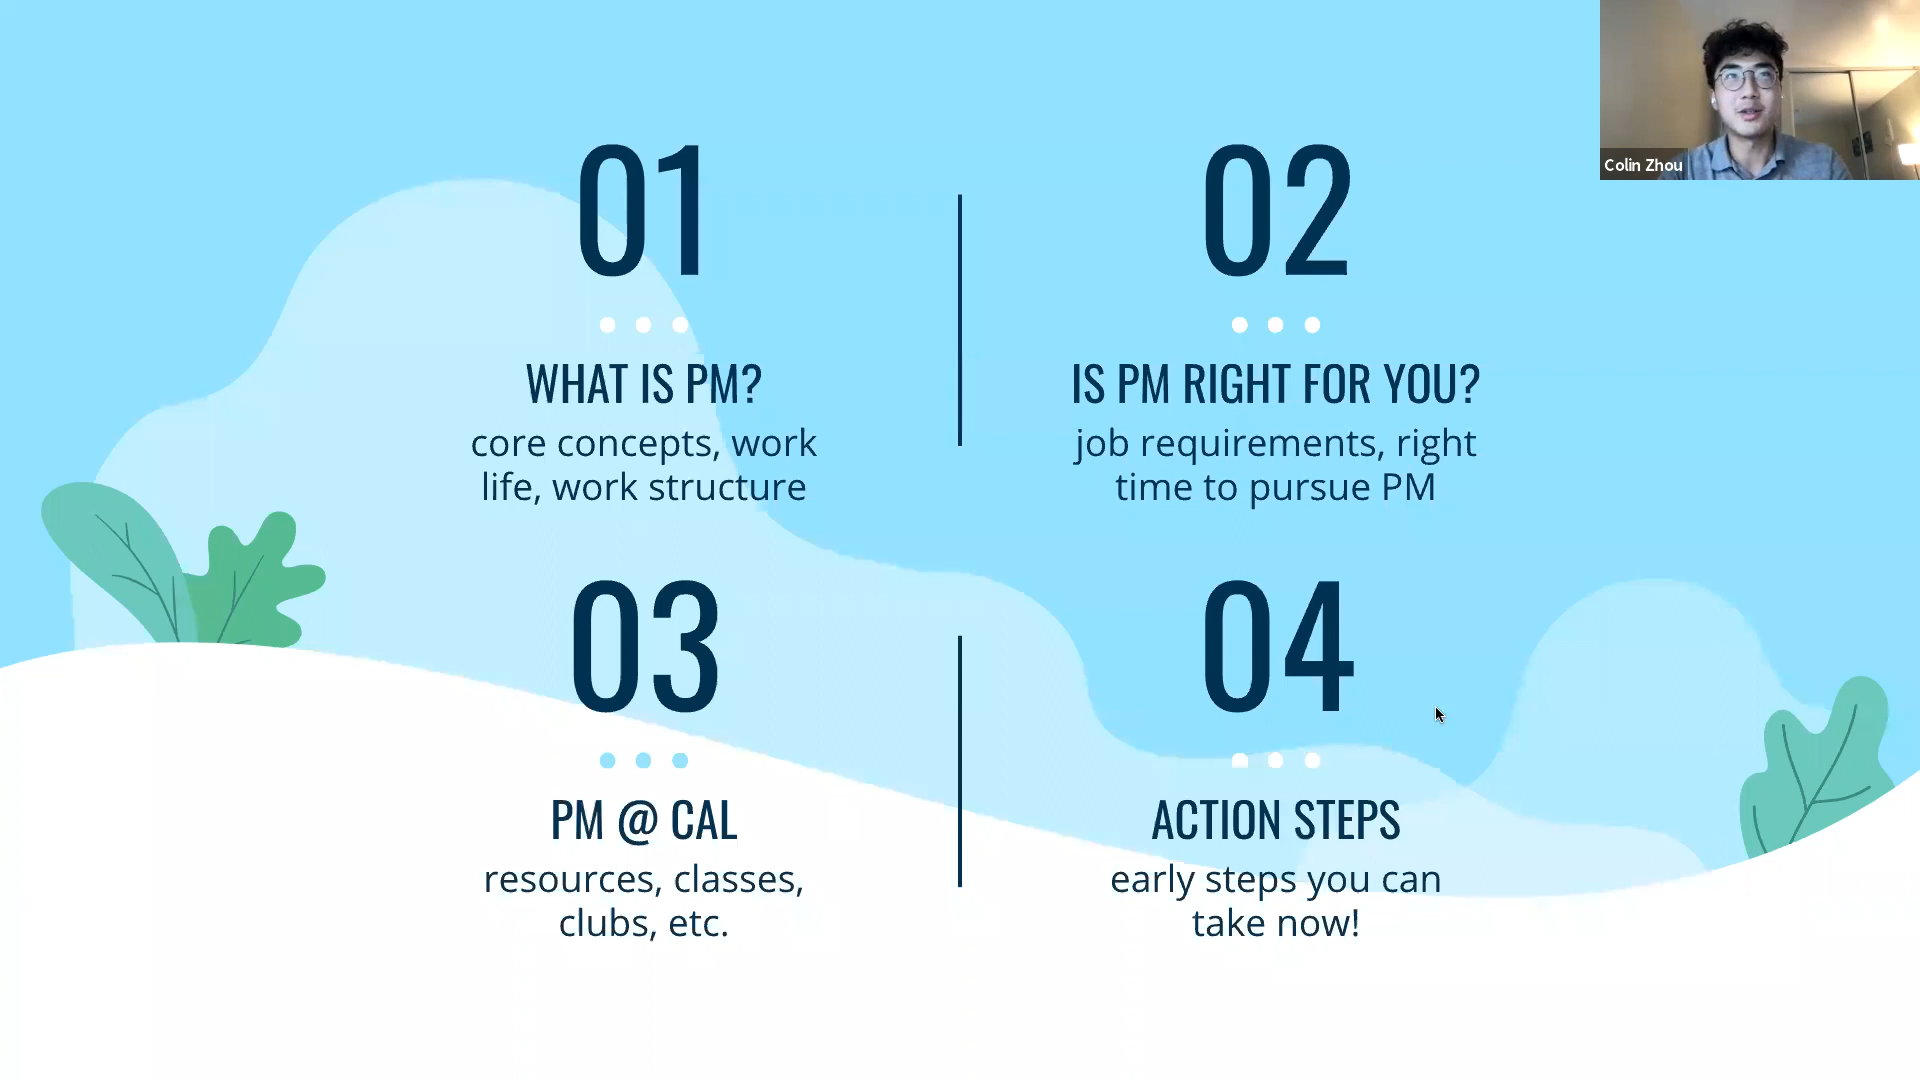 Colin Zhou
01
WHAT IS PM?
core concepts, work
life, work structure
02
IS PM RIGHT FOR YOU?
job requirements, right
time to pursue PM
03
PM @ CAL
resources, classes,
clubs, etc.
04
ACTION STEPS
early steps you can
take now!